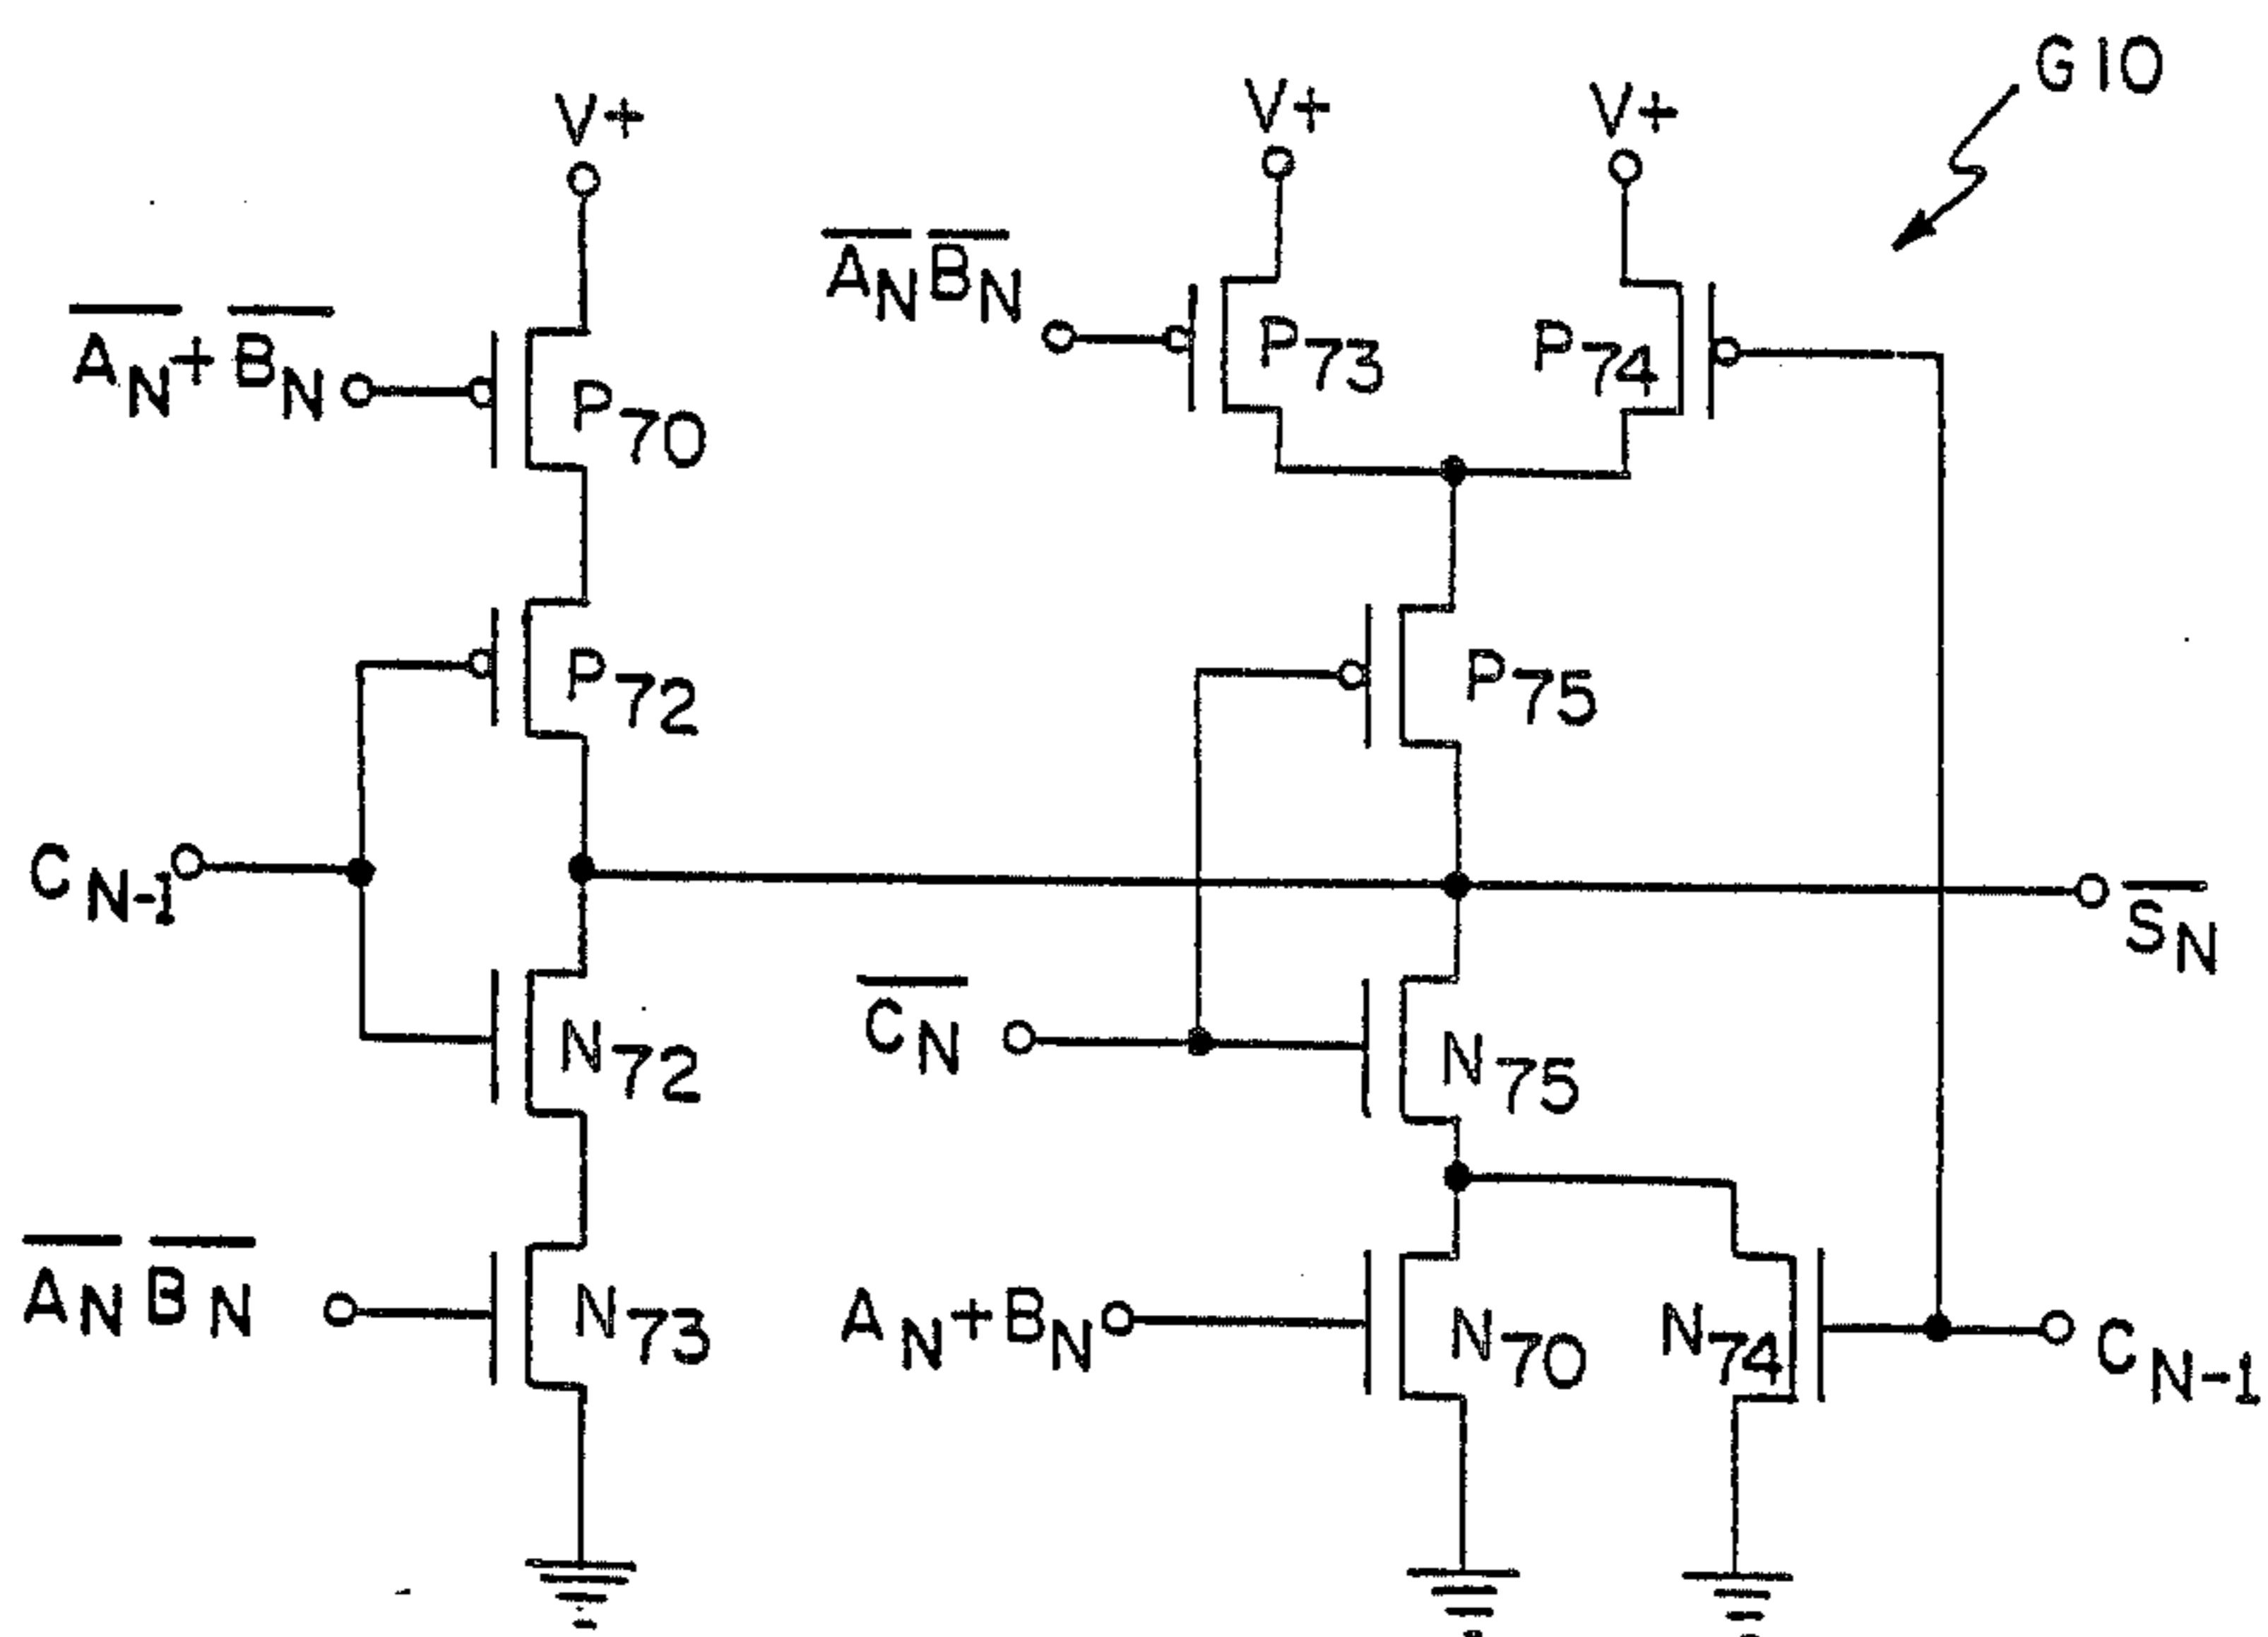 G10
V+
V+
V+
A̅N̅ B̅N̅
A̅N̅ + B̅N̅
P73
P74
P70
P72
P75
CN-1
S̅N̅
C̅N̅
N72
N75
A̅N̅ B̅N̅
N73
AN+BN
N70
N74
CN-1